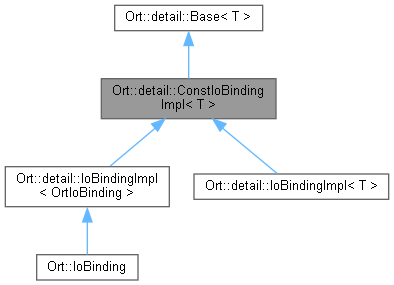 Ort::detail::Base< T >
Ort::detail::ConstIoBinding
Impl< T >
Ort::detail::IoBindingImpl
< OrtIoBinding >
Ort::detail::IoBindingImpl< T >
Ort::IoBinding